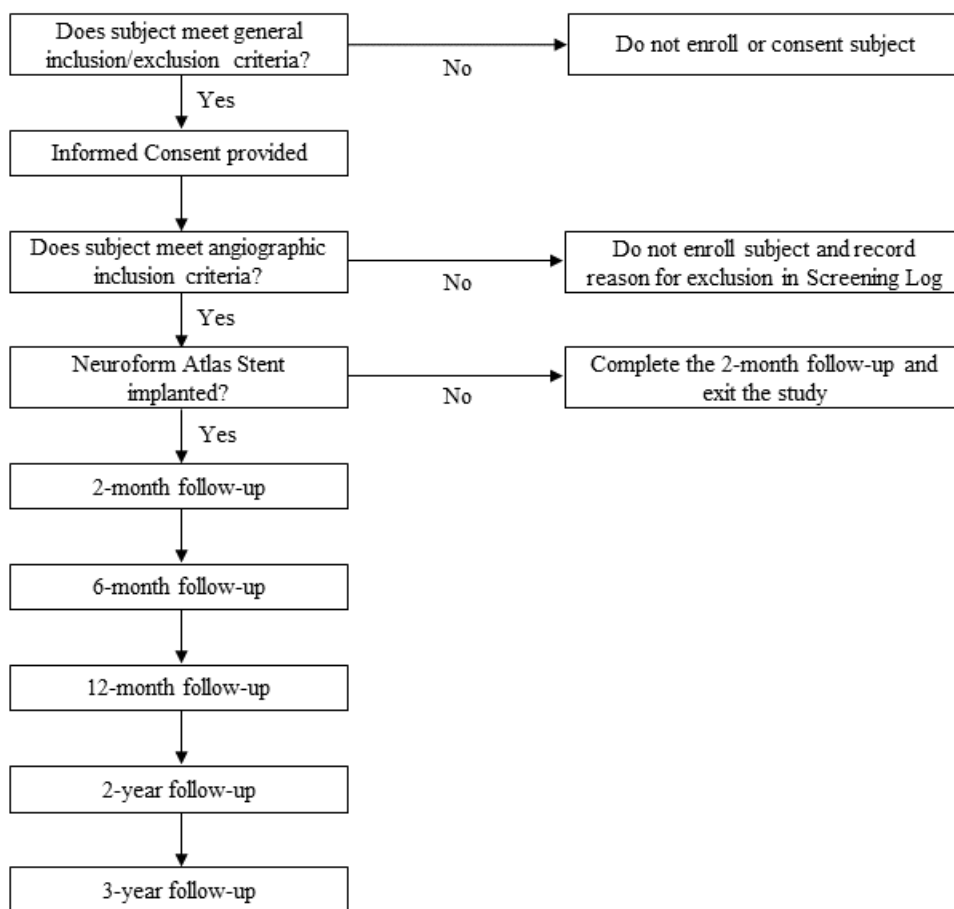 Does subject meet general
inclusion/exclusion criteria?
No
Do not enroll or consent subject
Yes
Informed Consent provided
Does subject meet angiographic
inclusion criteria?
No
Do not enroll subject and record
reason for exclusion in Screening Log
Yes
Neuroform Atlas Stent
implanted?
No
Complete the 2-month follow-up and
exit the study
Yes
2-month follow-up
6-month follow-up
12-month follow-up
2-year follow-up
3-year follow-up